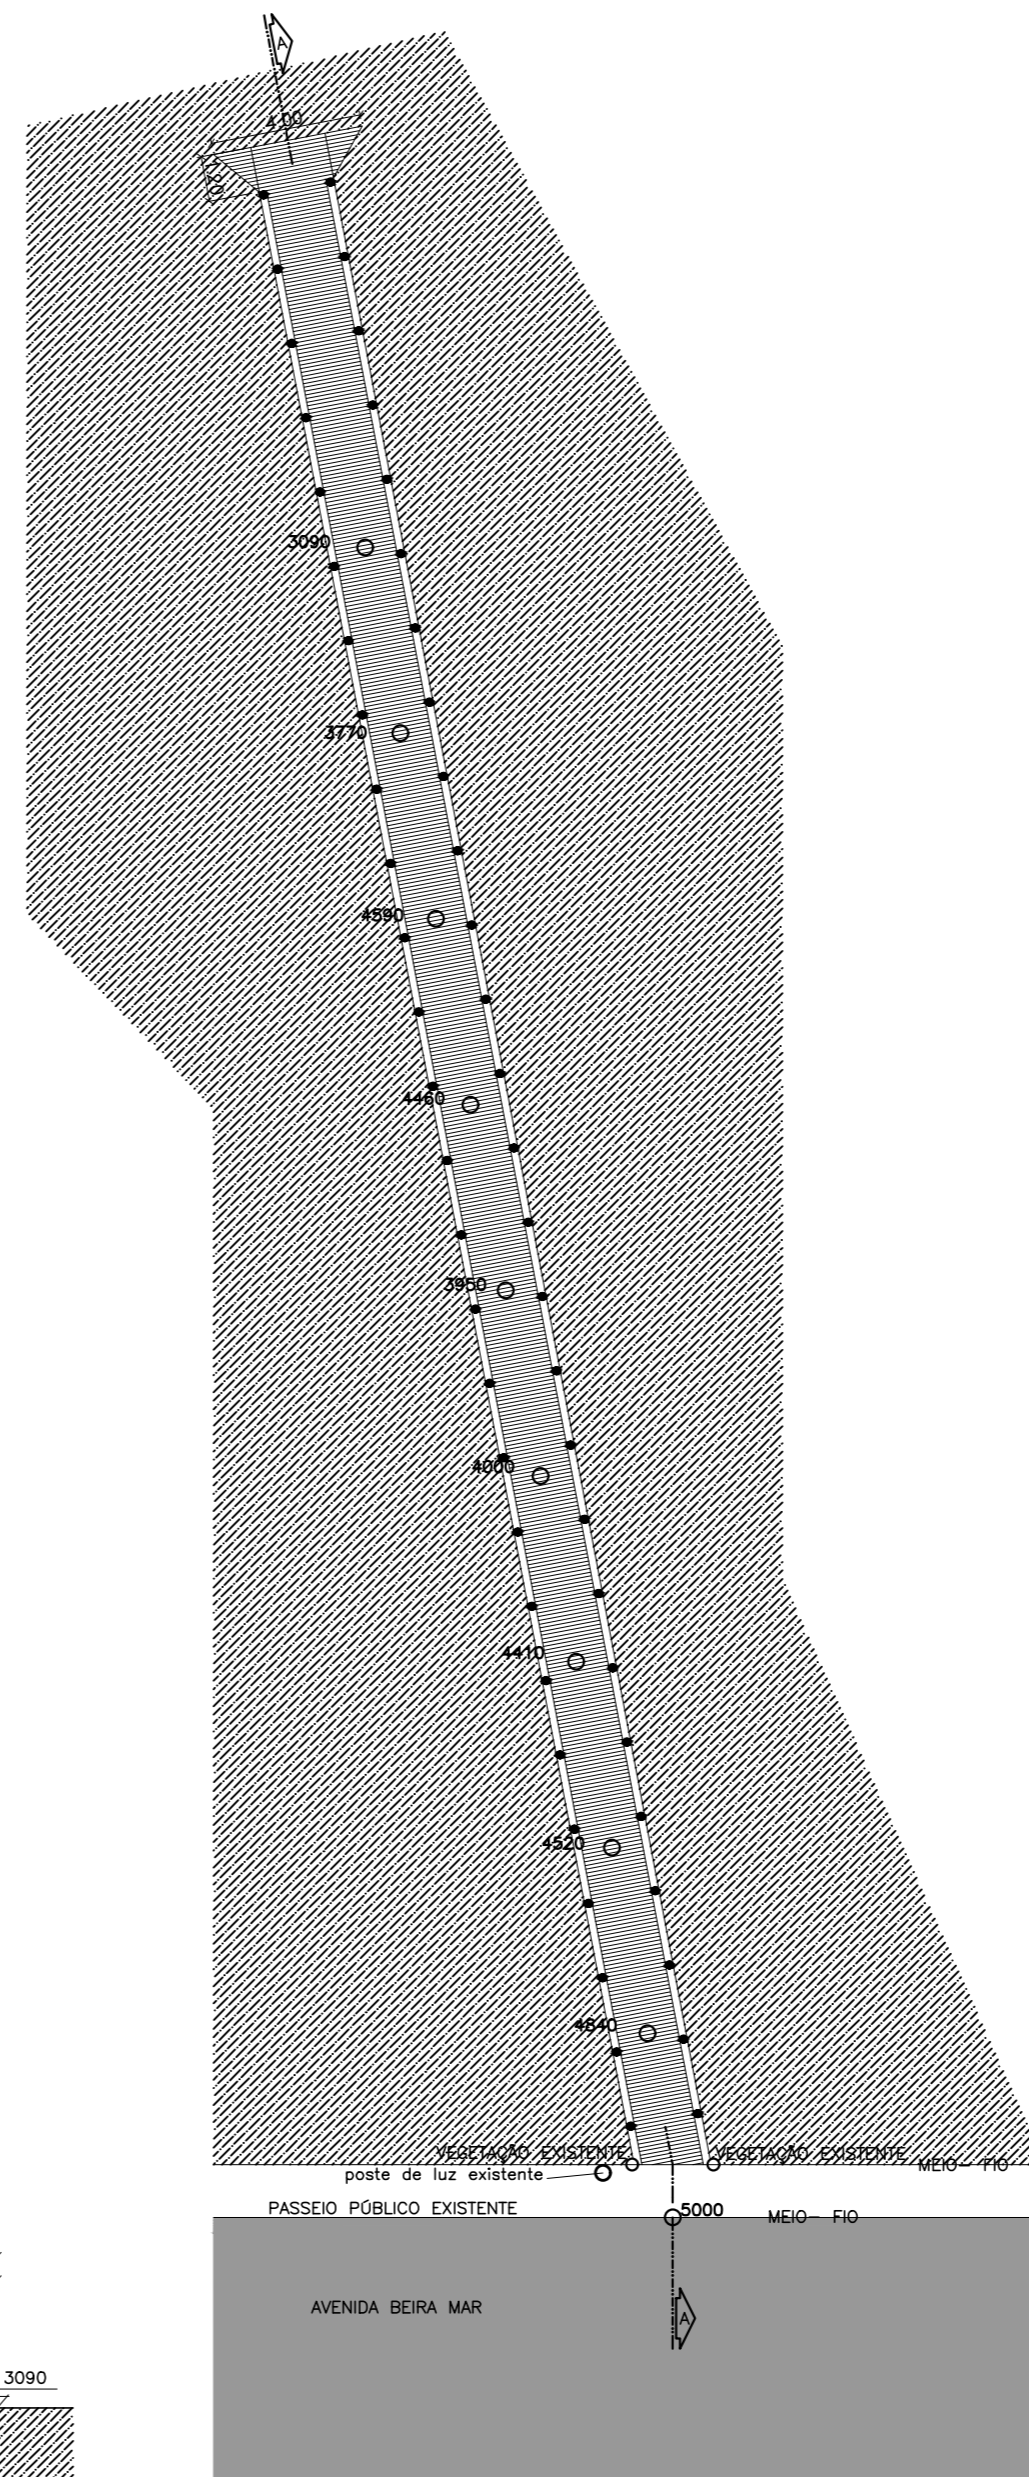 A
4.00
1.20
3090
3770
4590
4460
3950
4000
4410
4520
4840
VEGETAÇÃO EXISTENTE
VEGETAÇÃO EXISTENTE
MEIO- FIO
poste de luz existente
PASSEIO PÚBLICO EXISTENTE
5000
MEIO- FIO
AVENIDA BEIRA MAR
A
3090